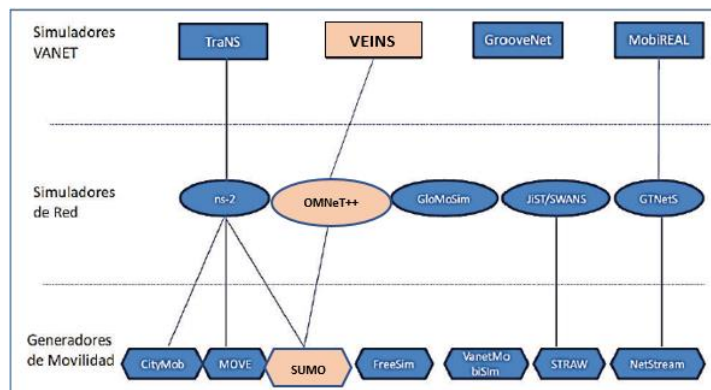 Simuladores
VANET
TraNS
VEINS
GrooveNet
MobiREAL
Simuladores
de Red
ns-2
OMNeT++
GloMoSim
JiST/SWANS
GTNetS
Generadores
de Movilidad
CityMob
MOVE
SUMO
FreeSim
VanetMo
biSim
STRAW
NetStream